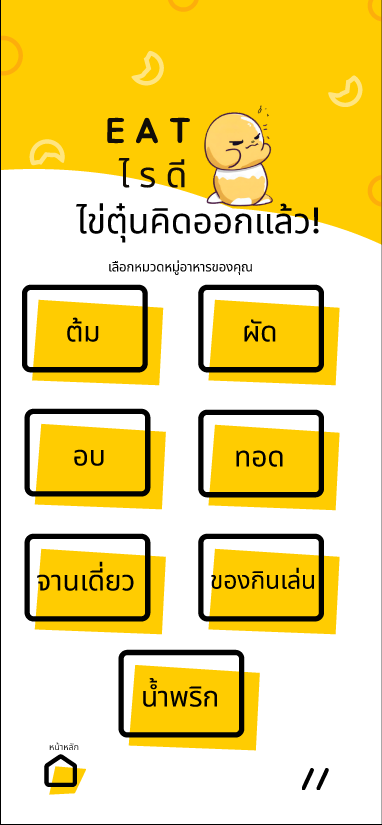 EAT
ไรดี
ไข่ตุ๋นคิดออกแล้ว!
เลือกหมวดหมู่อาหารของคุณ
ต้ม
ผัด
อบ
ทอด
จานเดี่ยว
ของกินเล่น
น้ำพริก
หน้าหลัก
//